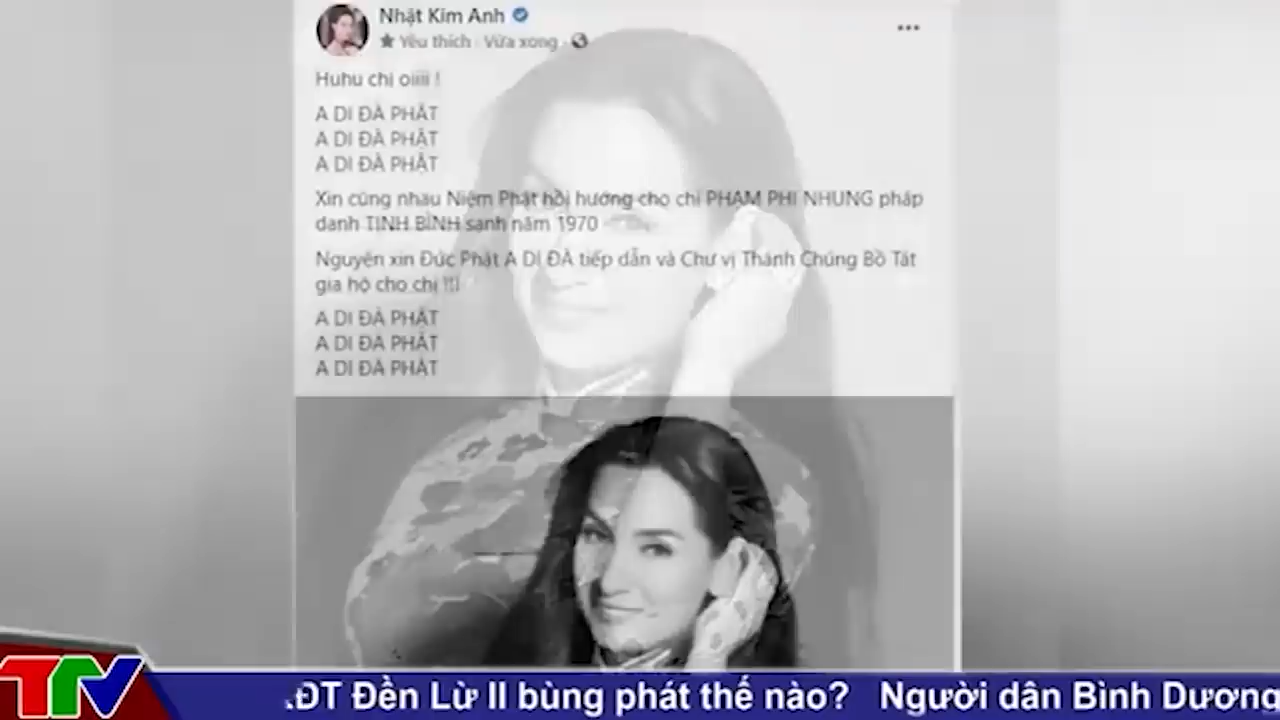 Nhật Kim Anh
Yêu thích · Vừa xong ·
Huhu chị oiiii !
A DI ĐÀ PHẬT
A DI ĐÀ PHẬT
A DI ĐÀ PHẬT
Xin cùng nhau Niệm Phật hồi hướng cho chị PHẠM PHI NHUNG pháp
danh TỊNH BÌNH sanh năm 1970
Nguyện xin Đức Phật A DI ĐÀ tiếp dẫn và Chư vị Thánh Chúng Bồ Tát
gia hộ cho chị !!!
A DI ĐÀ PHẬT
A DI ĐÀ PHẬT
A DI ĐÀ PHẬT
TTV
ĐT Đền Lừ II bùng phát thế nào? Người dân Bình Dương